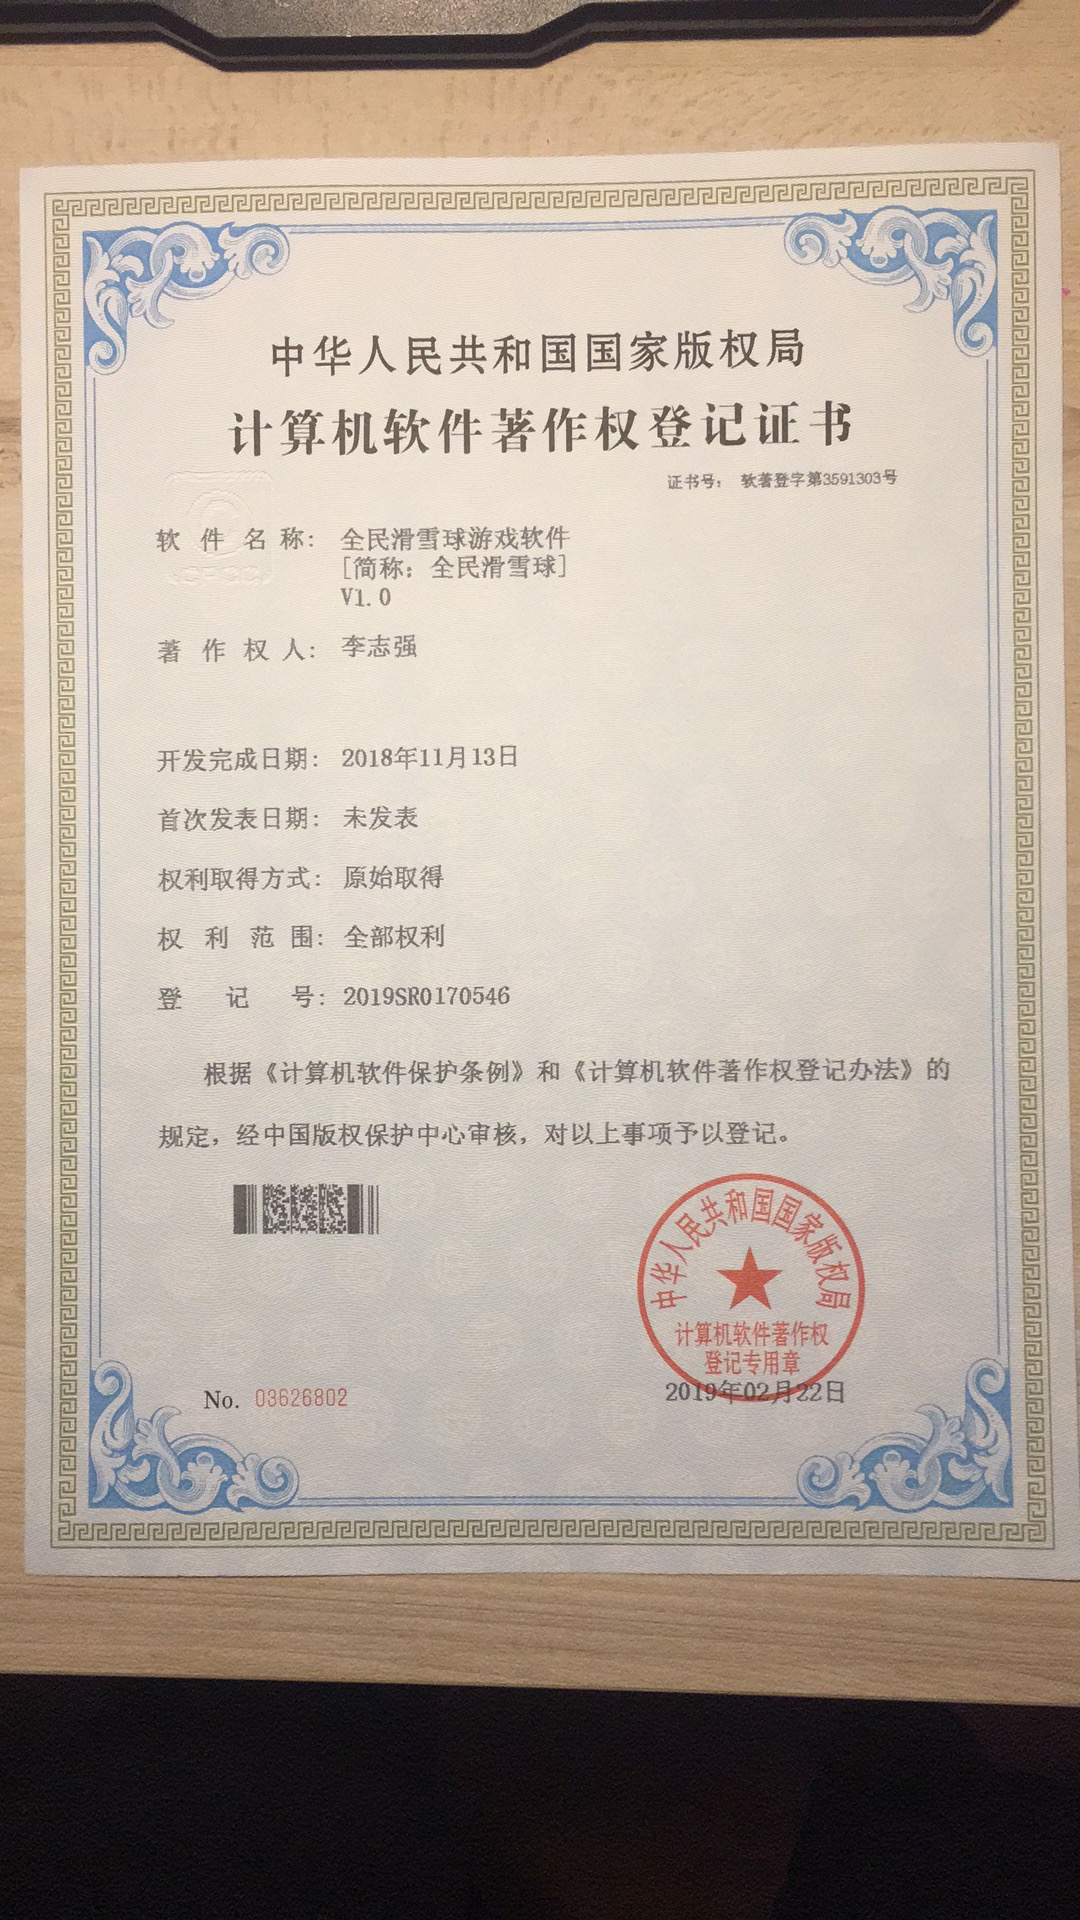 中华人民共和国国家版权局
计算机软件著作权登记证书
证书号： 软著登字第3591303号
软件名称： 全民滑雪球游戏软件
[简称：全民滑雪球]
V1.0
著作权人： 李志强
开发完成日期： 2018年11月13日
首次发表日期： 未发表
权利取得方式： 原始取得
权利范围： 全部权利
登记号： 2019SR0170546
根据《计算机软件保护条例》和《计算机软件著作权登记办法》的
规定，经中国版权保护中心审核，对以上事项予以登记。
中华人民共和国国家版权局
计算机软件著作权
登记专用章
No. 03626802
2019年02月22日